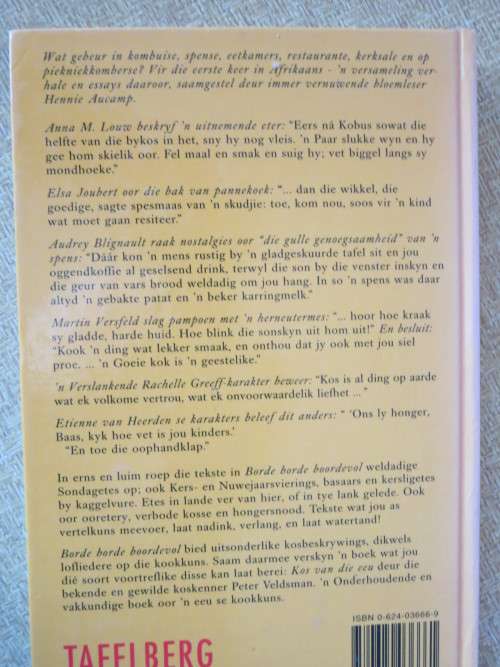 Wat gebeur in kombuise, spense, eetkamers, restaurante, kerksale en op
piekniekkomberse? Vir die eerste keer in Afrikaans - 'n versameling ver-
hale en essays daaroor, saamgestel deur immer vernuwende bloemleser
Hennie Aucamp.
Anna M. Louw beskryf 'n uitnemende eter: "Eers ná Kobus sowat die
helfte van die bykos in het, sny hy nog vleis. 'n Paar slukke wyn en hy
gee hom skielik oor. Fel maal en smak en suig hy; vet biggel langs sy
mondhoeke."
Elsa Joubert oor die bak van pannekoek: "... dan die wikkel, die
goedige, sagte spesmaas van 'n skudjie: toe, kom nou, soos vir 'n kind
wat moet gaan resiteer."
Audrey Blignault raak nostalgies oor "die gulle genoegsaamheid" van 'n
spens: "Dáár kon 'n mens rustig by 'n gladgeskuurde tafel sit en jou
oggendkoffie al geselsend drink, terwyl die son by die venster inskyn en
die geur van vars brood weldadig om jou hang. In so 'n spens was daar
altyd 'n gebakte patat en 'n beker karringmelk."
Martin Versfeld slag pampoen met 'n herneutermes: "... hoor hoe kraak
sy gladde, harde huid. Hoe blink die sonskyn uit hom uit!" En besluit:
"Kook 'n ding wat lekker smaak, en onthou dat jy ook met jou siel
proe. ... 'n Goeie kok is 'n geestelike."
'n Verslankende Rachelle Greeff-karakter beweer: "Kos is al ding op aarde
wat ek volkome vertrou, wat ek onvoorwaardelik liefhet ..."
Etienne van Heerden se karakters beleef dit anders: " 'Ons ly honger,
Baas, kyk hoe vet is jou kinders.'
"En toe die oophandklap."
In erns en luim roep die tekste in Borde borde boordevol weldadige
Sondagetes op; ook Kers- en Nuwejaarsvierings, basaars en kersligetes
by kaggelvure. Etes in lande ver van hier, of in tye lank gelede. Ook
oor ooretery, verbode kosse en hongersnood. Tekste wat jou as
vertelkuns meevoer, laat nadink, verlang, en laat watertand!
Borde borde boordevol bied uitsonderlike kosbeskrywings, dikwels
lofliedere op die kookkuns. Saam daarmee verskyn 'n boek wat jou
dié soort voortreflike disse kan laat berei: Kos van die eeu deur die
bekende en gewilde koskenner Peter Veldsman. 'n Onderhoudende en
vakkundige boek oor 'n eeu se kookkuns.
ISBN 0-624-03666-9
TAFELBERG